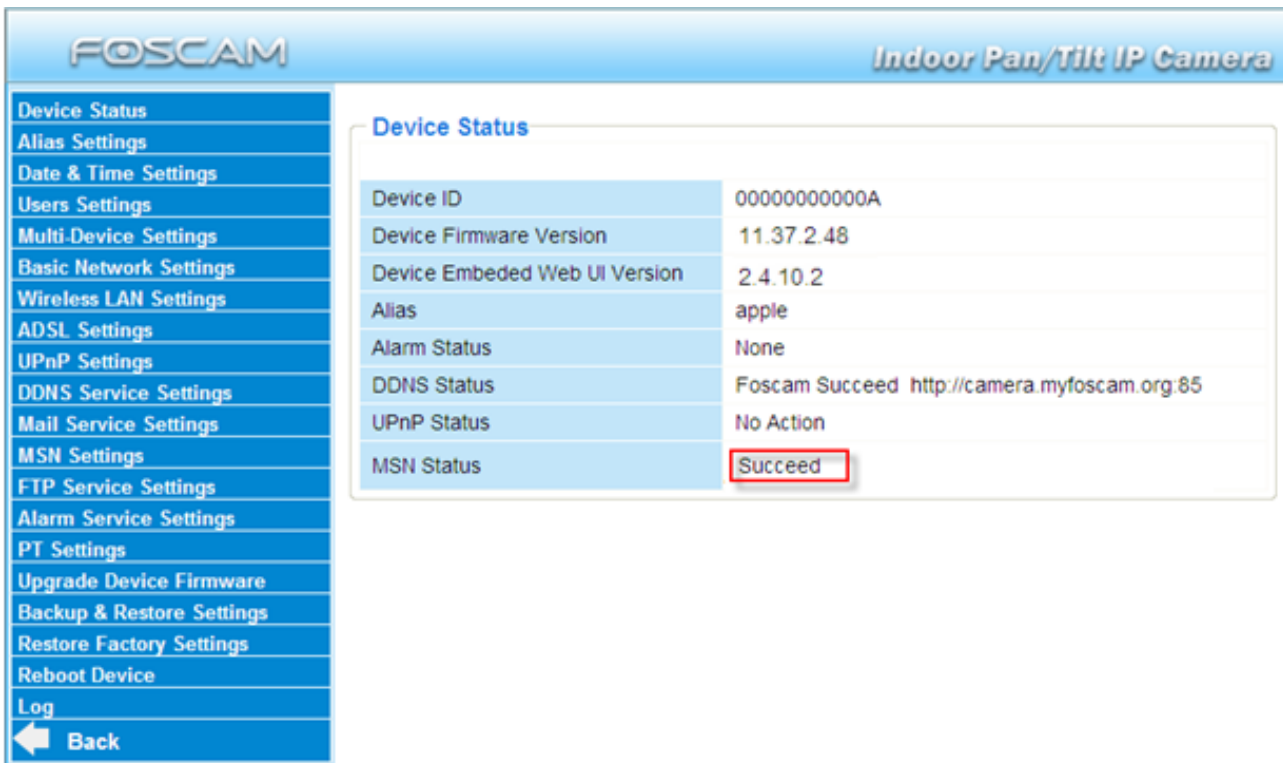 FOSCAM
Indoor Pan/Tilt IP Camera
Device Status
Alias Settings
Date & Time Settings
Users Settings
Multi-Device Settings
Basic Network Settings
Wireless LAN Settings
ADSL Settings
UPnP Settings
DDNS Service Settings
Mail Service Settings
MSN Settings
FTP Service Settings
Alarm Service Settings
PT Settings
Upgrade Device Firmware
Backup & Restore Settings
Restore Factory Settings
Reboot Device
Log
Back
Device Status
Device ID 00000000000A
Device Firmware Version 11.37.2.48
Device Embeded Web UI Version 2.4.10.2
Alias apple
Alarm Status None
DDNS Status Foscam Succeed http://camera.myfoscam.org:85
UPnP Status No Action
MSN Status Succeed